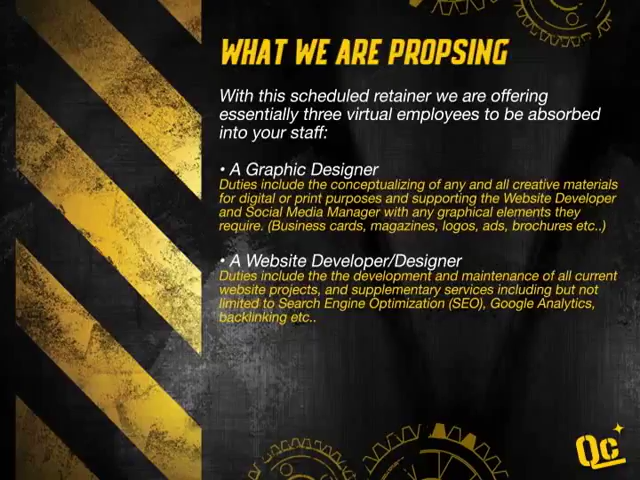 WHAT WE ARE PROPSING
With this scheduled retainer we are offering
essentially three virtual employees to be absorbed
into your staff:
• A Graphic Designer
Duties include the conceptualizing of any and all creative materials
for digital or print purposes and supporting the Website Developer
and Social Media Manager with any graphical elements they
require. (Business cards, magazines, logos, ads, brochures etc..)
• A Website Developer/Designer
Duties include the the development and maintenance of all current
website projects, and supplementary services including but not
limited to Search Engine Optimization (SEO), Google Analytics,
backlinking etc..
Qc